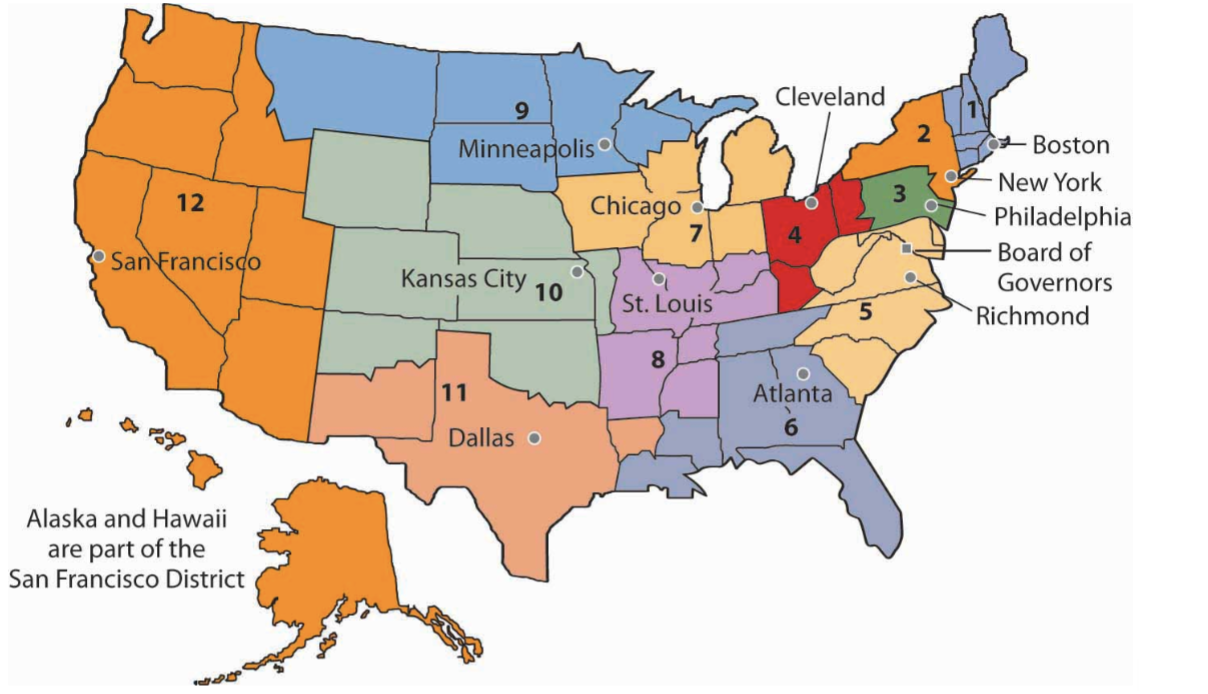 Cleveland
9
1
2
Boston
Minneapolis
New York
3
12
Chicago
Philadelphia
7
4
Board of
Governors
San Francisco
Kansas City
10
St. Louis
Richmond
5
8
11
Atlanta
6
Dallas
Alaska and Hawaii
are part of the
San Francisco District